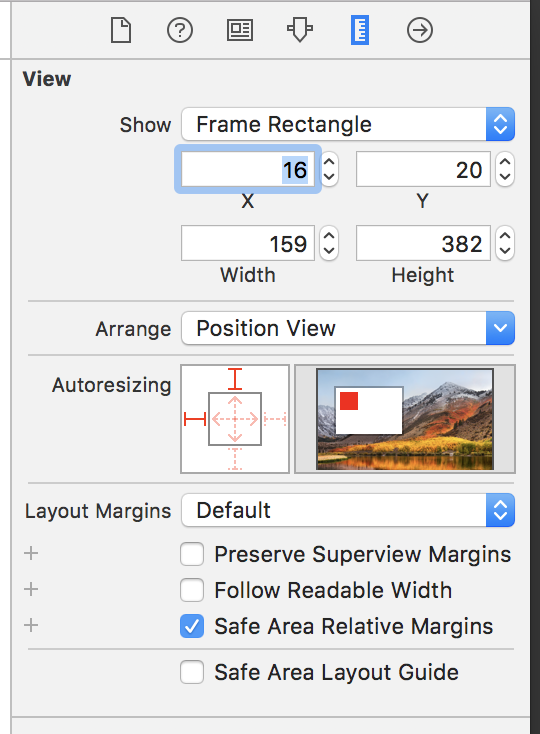 View
Show Frame Rectangle
16 20
X Y
159 382
Width Height
Arrange Position View
Autoresizing
Layout Margins Default
+ Preserve Superview Margins
+ Follow Readable Width
+ Safe Area Relative Margins
Safe Area Layout Guide